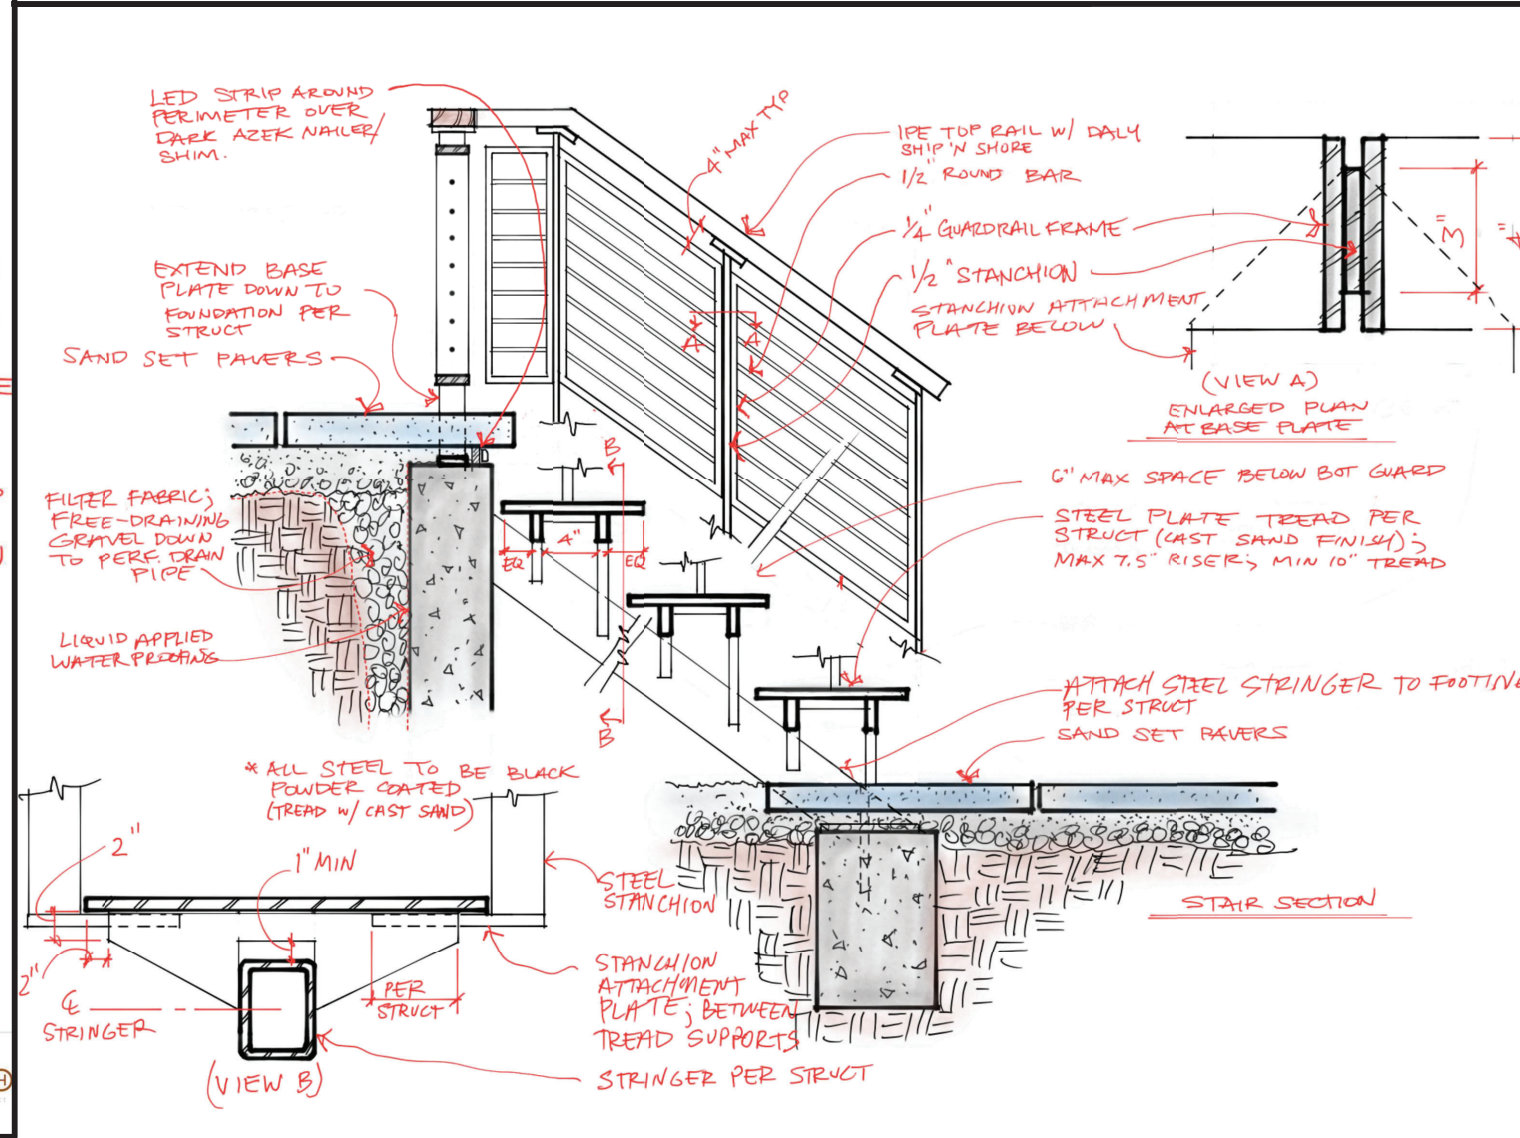 LED STRIP AROUND
PERIMETER OVER
DARK AZEK NAILER/
SHIM.
4" MAX TYP
IPE TOP RAIL W/ DALY
SHIP 'N SHORE
1/2" ROUND BAR
1/4" GUARDRAIL FRAME
1/2" STANCHION
STANCHION ATTACHMENT
PLATE BELOW
3"
(VIEW A)
ENLARGED PLAN
AT BASE PLATE
EXTEND BASE
PLATE DOWN TO
FOUNDATION PER
STRUCT
SAND SET PAVERS
A
A
B
FILTER FABRIC;
FREE-DRAINING
GRAVEL DOWN
TO PERF. DRAIN
PIPE
LIQUID APPLIED
WATERPROOFING
EQ
4"
EQ
B
6" MAX SPACE BELOW BOT GUARD
STEEL PLATE TREAD PER
STRUCT (CAST SAND FINISH);
MAX 7.5" RISER; MIN 10" TREAD
ATTACH STEEL STRINGER TO FOOTING
PER STRUCT
SAND SET PAVERS
* ALL STEEL TO BE BLACK
POWDER COATED
(TREAD W/ CAST SAND)
2"
1" MIN
STEEL
STANCHION
STAIR SECTION
2"
℄
STRINGER
PER
STRUCT
STANCHION
ATTACHMENT
PLATE; BETWEEN
TREAD SUPPORTS
(VIEW B)
STRINGER PER STRUCT